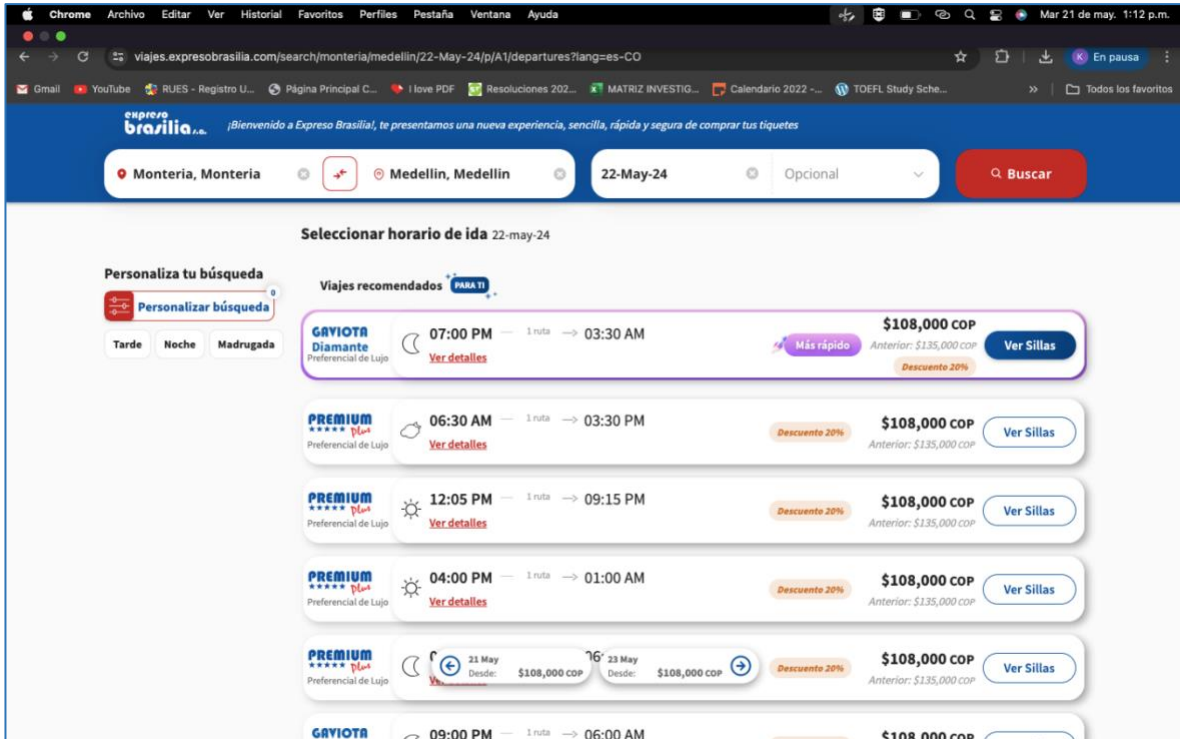 Chrome Archivo Editar Ver Historial Favoritos Perfiles Pestaña Ventana Ayuda Mar 21 de may. 1:12 p.m.
viajes.expresobrasilia.com/search/monteria/medellin/22-May-24/p/A1/departures?lang=es-CO K En pausa
Gmail YouTube RUES - Registro U... Página Principal C... I love PDF Resoluciones 202... MATRIZ INVESTIG... Calendario 2022 -... TOEFL Study Sche... » Todos los favoritos
expreso
brasilia s.a. ¡Bienvenido a Expreso Brasilia!, te presentamos una nueva experiencia, sencilla, rápida y segura de comprar tus tiquetes
Monteria, Monteria Medellin, Medellin 22-May-24 Opcional Buscar
Seleccionar horario de ida 22-may-24
Personaliza tu búsqueda
Viajes recomendados PARA TI
0
Personalizar búsqueda
Tarde Noche Madrugada
GAVIOTA
Diamante
Preferencial de Lujo
07:00 PM 1 ruta 03:30 AM
Ver detalles
Más rápido
$108,000 COP
Anterior: $135,000 COP
Descuento 20%
Ver Sillas
PREMIUM
Plus
Preferencial de Lujo
06:30 AM 1 ruta 03:30 PM
Ver detalles
Descuento 20%
$108,000 COP
Anterior: $135,000 COP
Ver Sillas
PREMIUM
Plus
Preferencial de Lujo
12:05 PM 1 ruta 09:15 PM
Ver detalles
Descuento 20%
$108,000 COP
Anterior: $135,000 COP
Ver Sillas
PREMIUM
Plus
Preferencial de Lujo
04:00 PM 1 ruta 01:00 AM
Ver detalles
Descuento 20%
$108,000 COP
Anterior: $135,000 COP
Ver Sillas
PREMIUM
Plus
Preferencial de Lujo
21 May
Desde: $108,000 COP
23 May
Desde: $108,000 COP
Descuento 20%
$108,000 COP
Anterior: $135,000 COP
Ver Sillas
GAVIOTA
09:00 PM 1 ruta 06:00 AM
$108,000 COP